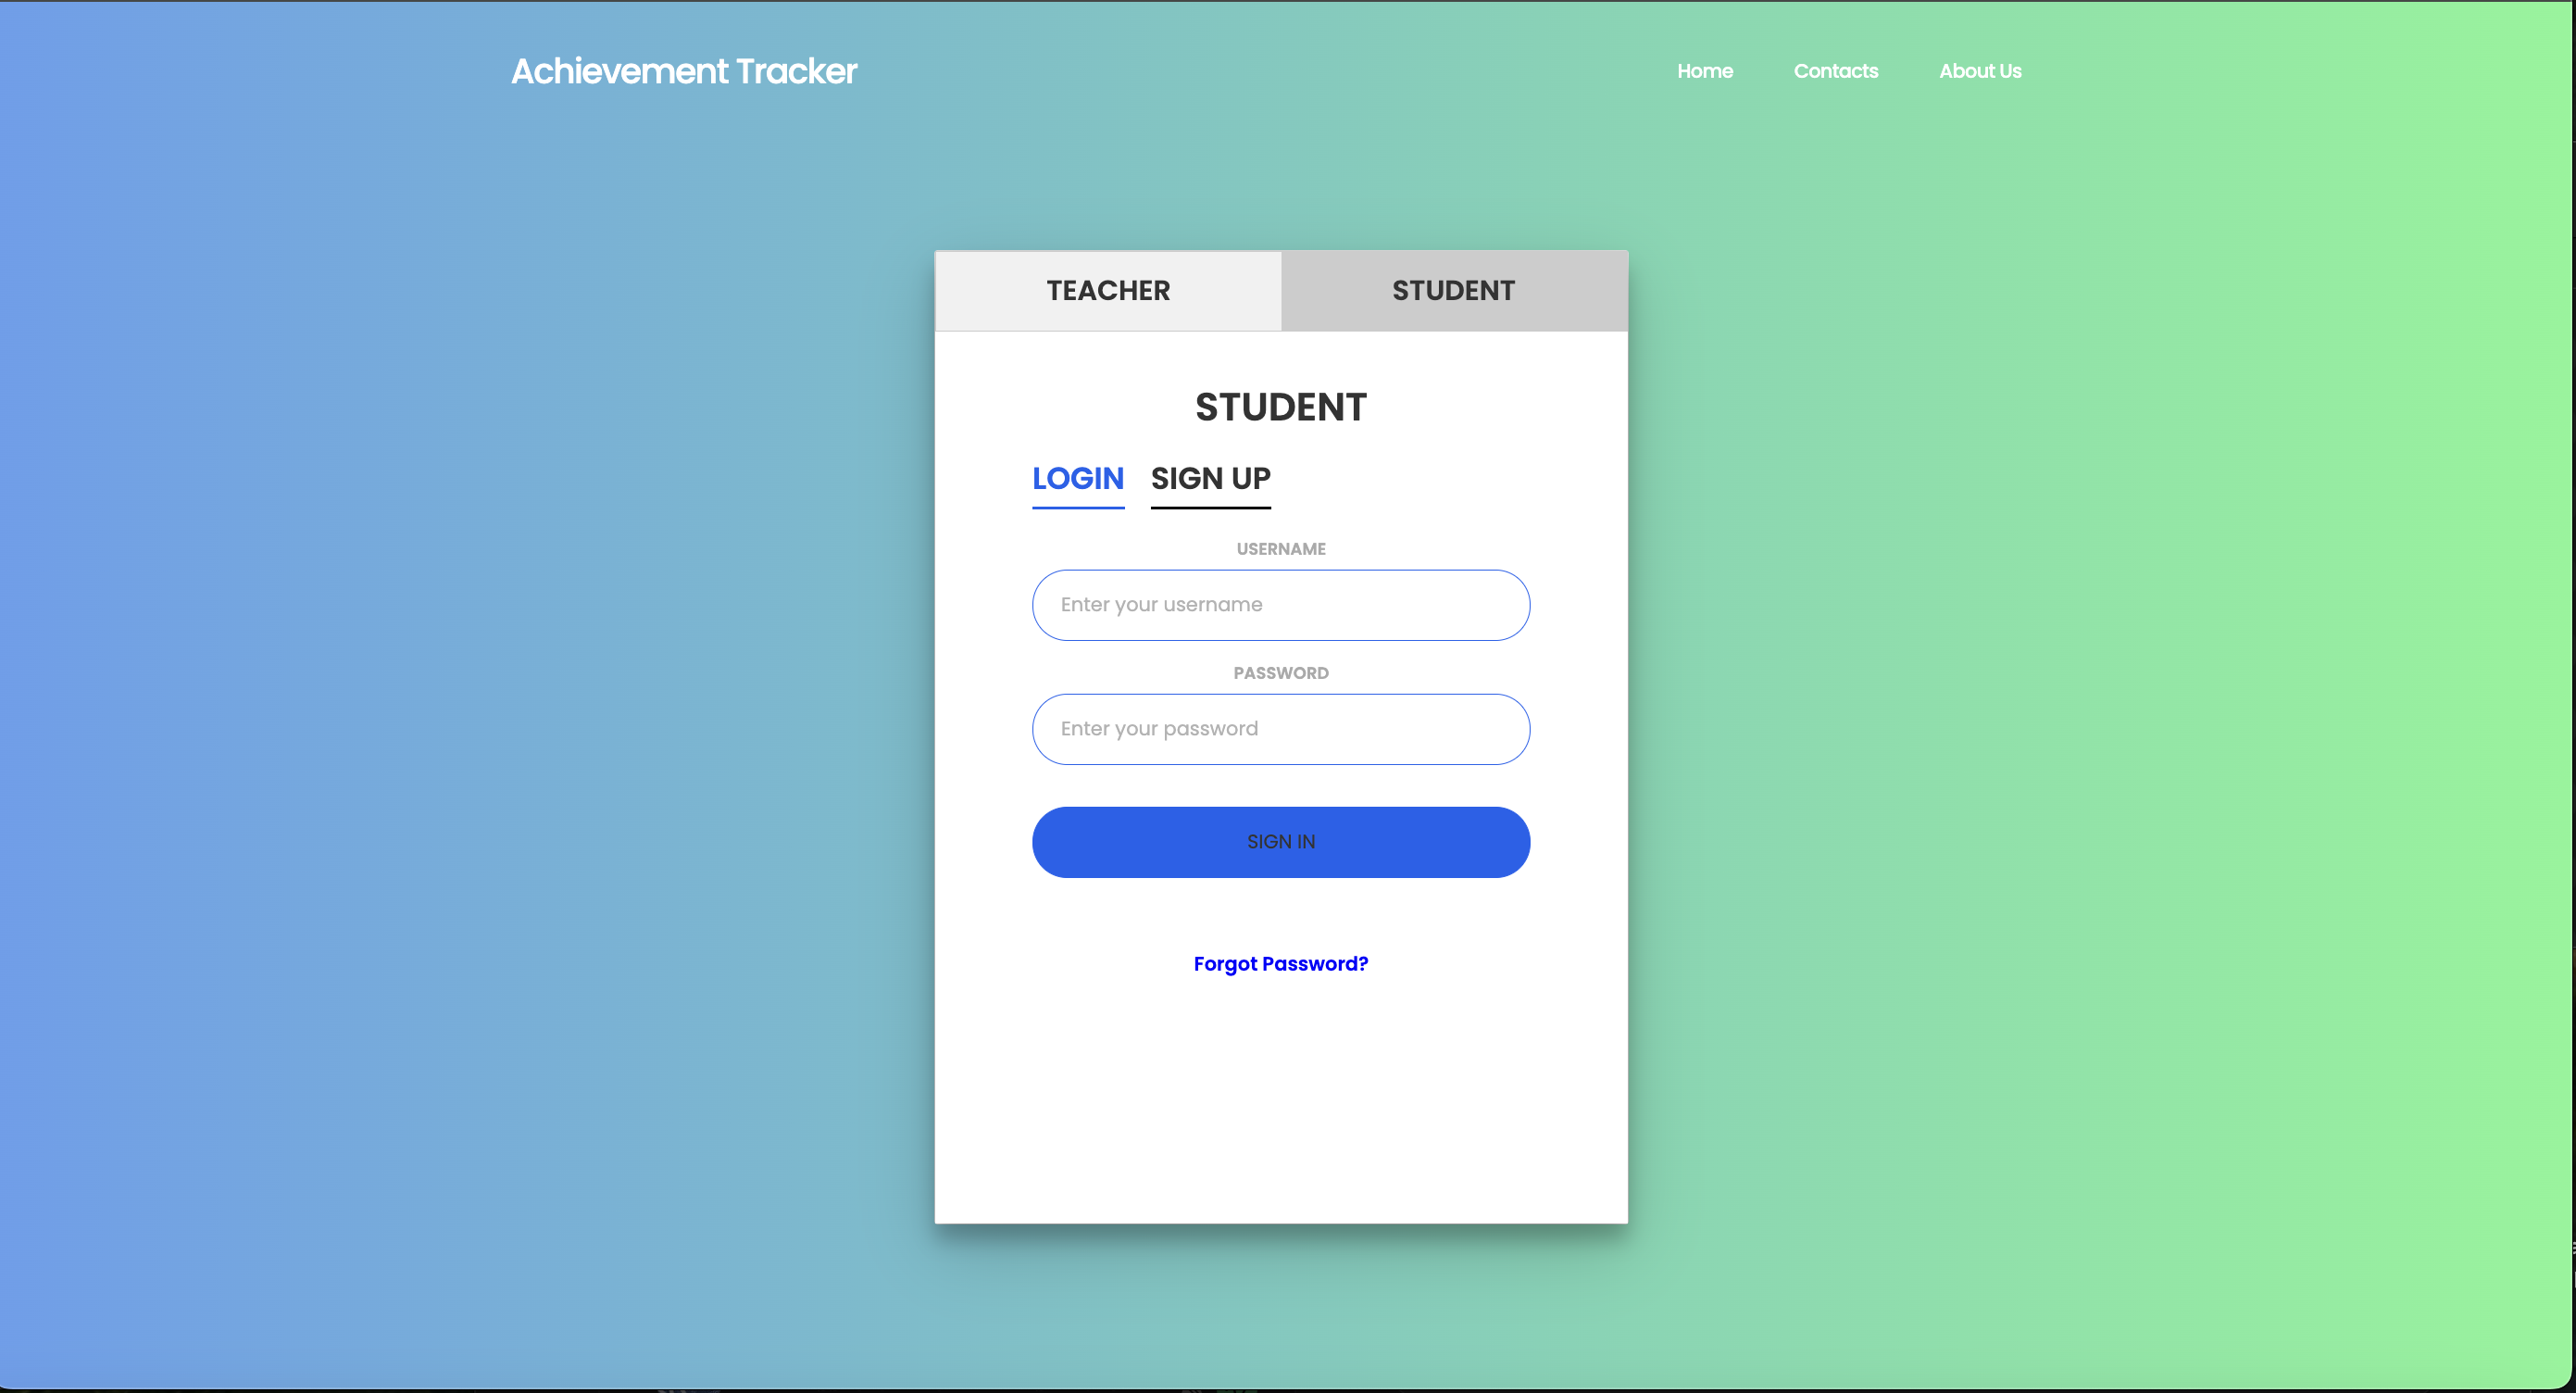 Achievement Tracker
Home Contacts About Us
TEACHER STUDENT
STUDENT
LOGIN SIGN UP
USERNAME
Enter your username
PASSWORD
Enter your password
SIGN IN
Forgot Password?